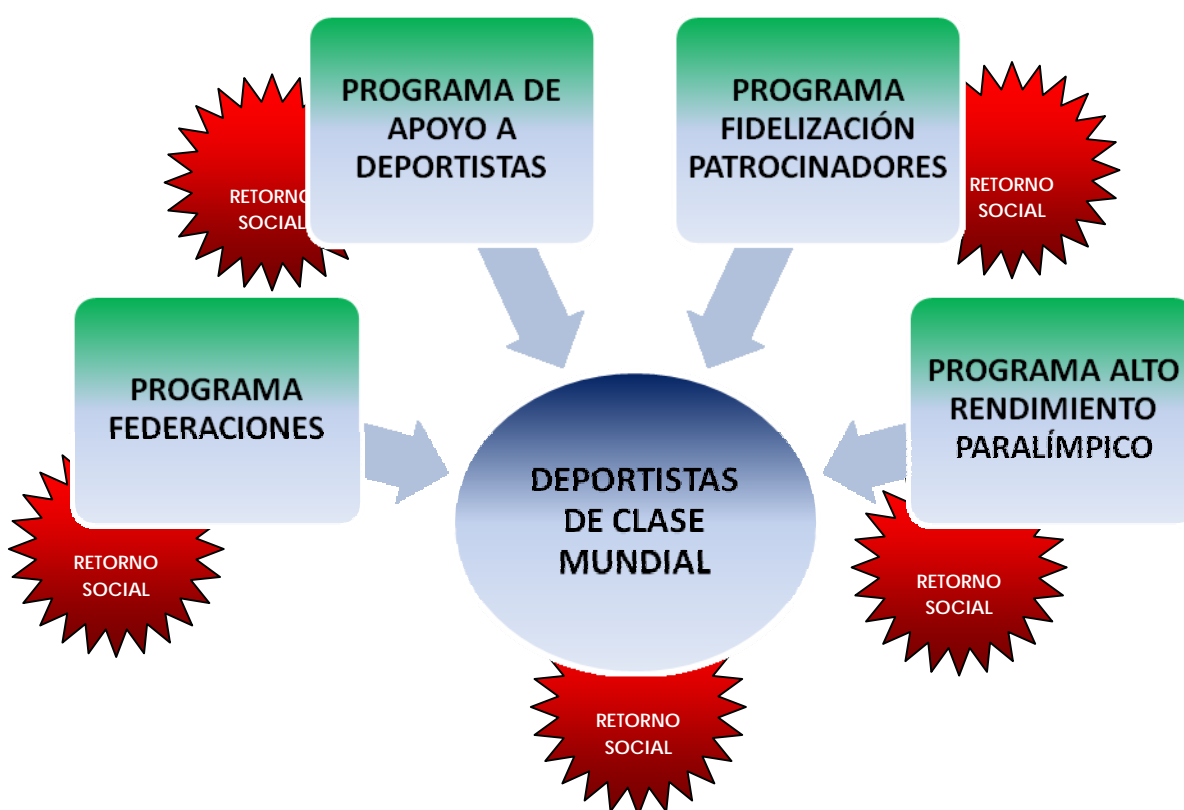 PROGRAMA DE
APOYO A
DEPORTISTAS
PROGRAMA
FIDELIZACIÓN
PATROCINADORES
RETORNO
SOCIAL
RETORNO
SOCIAL
PROGRAMA
FEDERACIONES
PROGRAMA ALTO
RENDIMIENTO
PARALÍMPICO
DEPORTISTAS
DE CLASE
MUNDIAL
RETORNO
SOCIAL
RETORNO
SOCIAL
RETORNO
SOCIAL